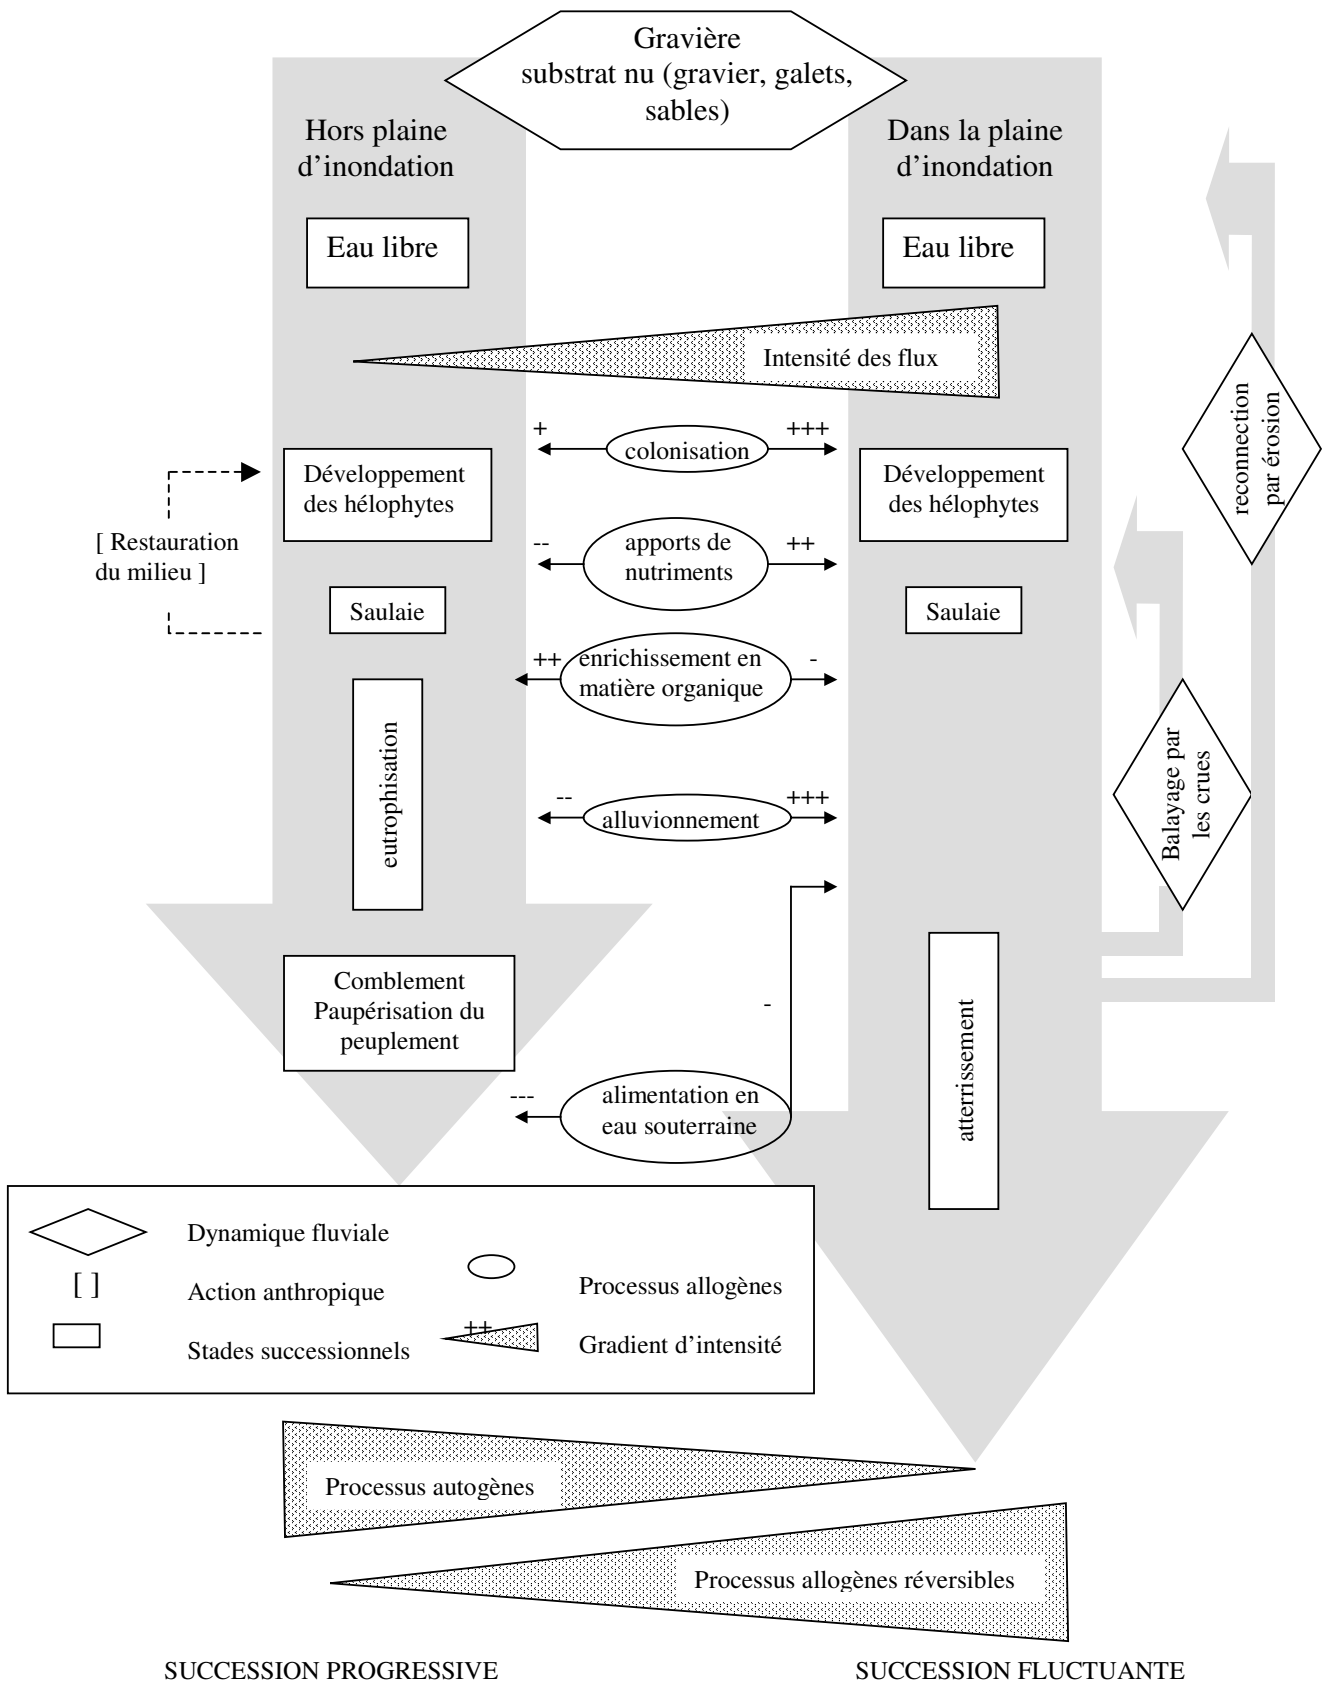 Gravière
substrat nu (gravier, galets,
sables)
Hors plaine
d’inondation
Dans la plaine
d’inondation
Eau libre
Eau libre
Intensité des flux
+
colonisation
+++
Développement
des hélophytes
Développement
des hélophytes
reconnection
par érosion
[ Restauration
du milieu ]
--
apports de
nutriments
++
Saulaie
Saulaie
++
enrichissement en
matière organique
-
eutrophisation
Balayage par
les crues
--
alluvionnement
+++
Comblement
Paupérisation du
peuplement
-
atterrissement
---
alimentation en
eau souterraine
Dynamique fluviale
[ ]
Action anthropique
Processus allogènes
Stades successionnels
++
Gradient d’intensité
Processus autogènes
Processus allogènes réversibles
SUCCESSION PROGRESSIVE
SUCCESSION FLUCTUANTE